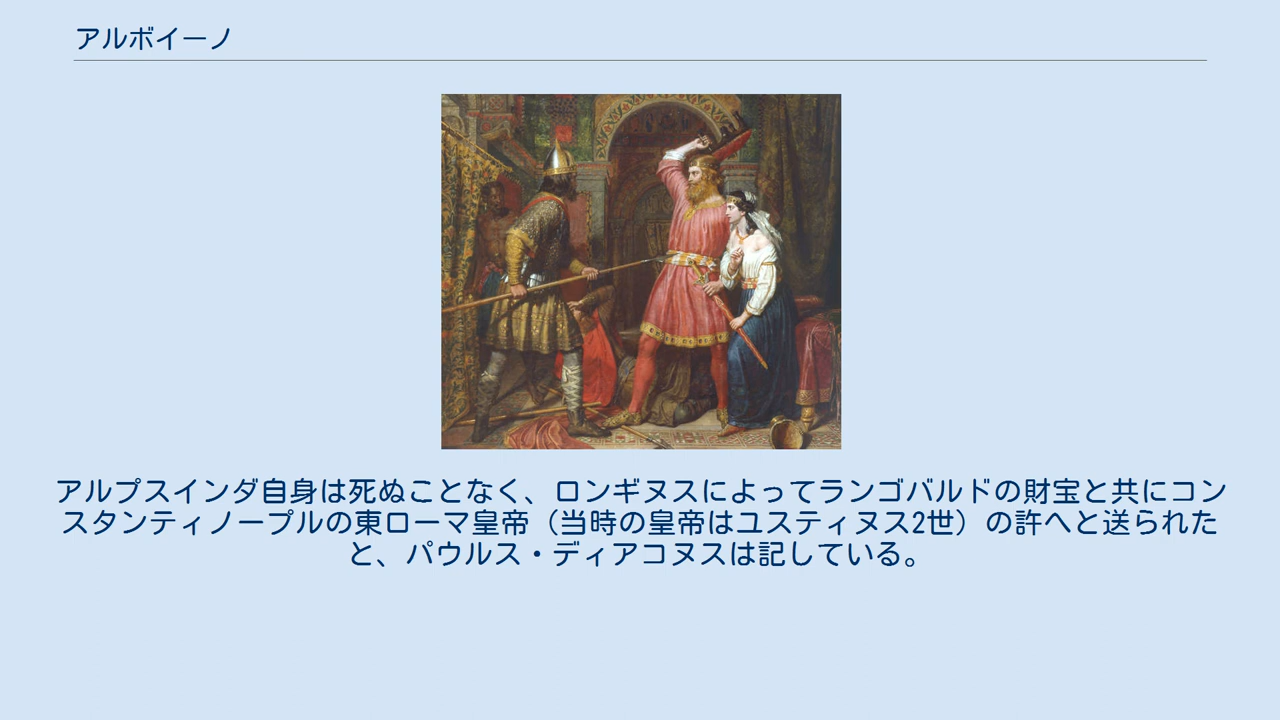 アルボイーノ
アルプスインダ自身は死ぬことなく、ロンギヌスによってランゴバルドの財宝と共にコン
スタンティノープルの東ローマ皇帝（当時の皇帝はユスティヌス2世）の許へと送られた
と、パウルス・ディアコヌスは記している。